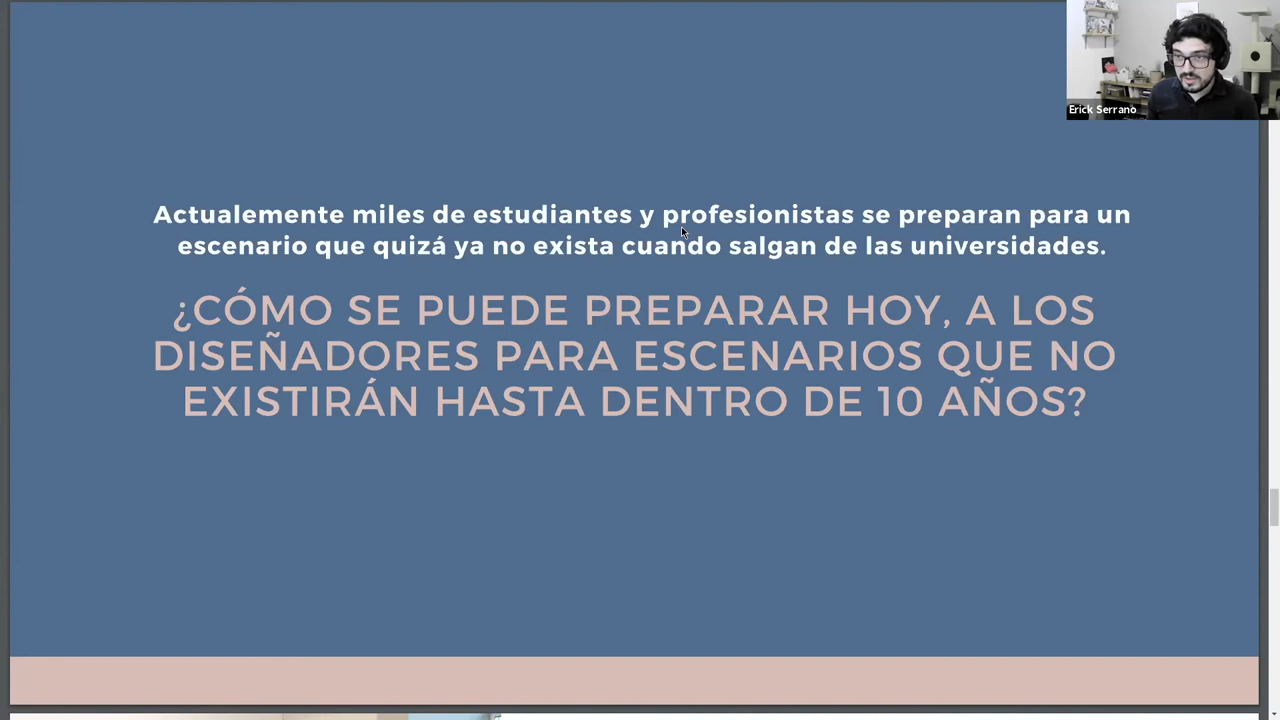 Erick Serrano
Actualemente miles de estudiantes y profesionistas se preparan para un
escenario que quizá ya no exista cuando salgan de las universidades.
¿CÓMO SE PUEDE PREPARAR HOY, A LOS
DISEÑADORES PARA ESCENARIOS QUE NO
EXISTIRÁN HASTA DENTRO DE 10 AÑOS?